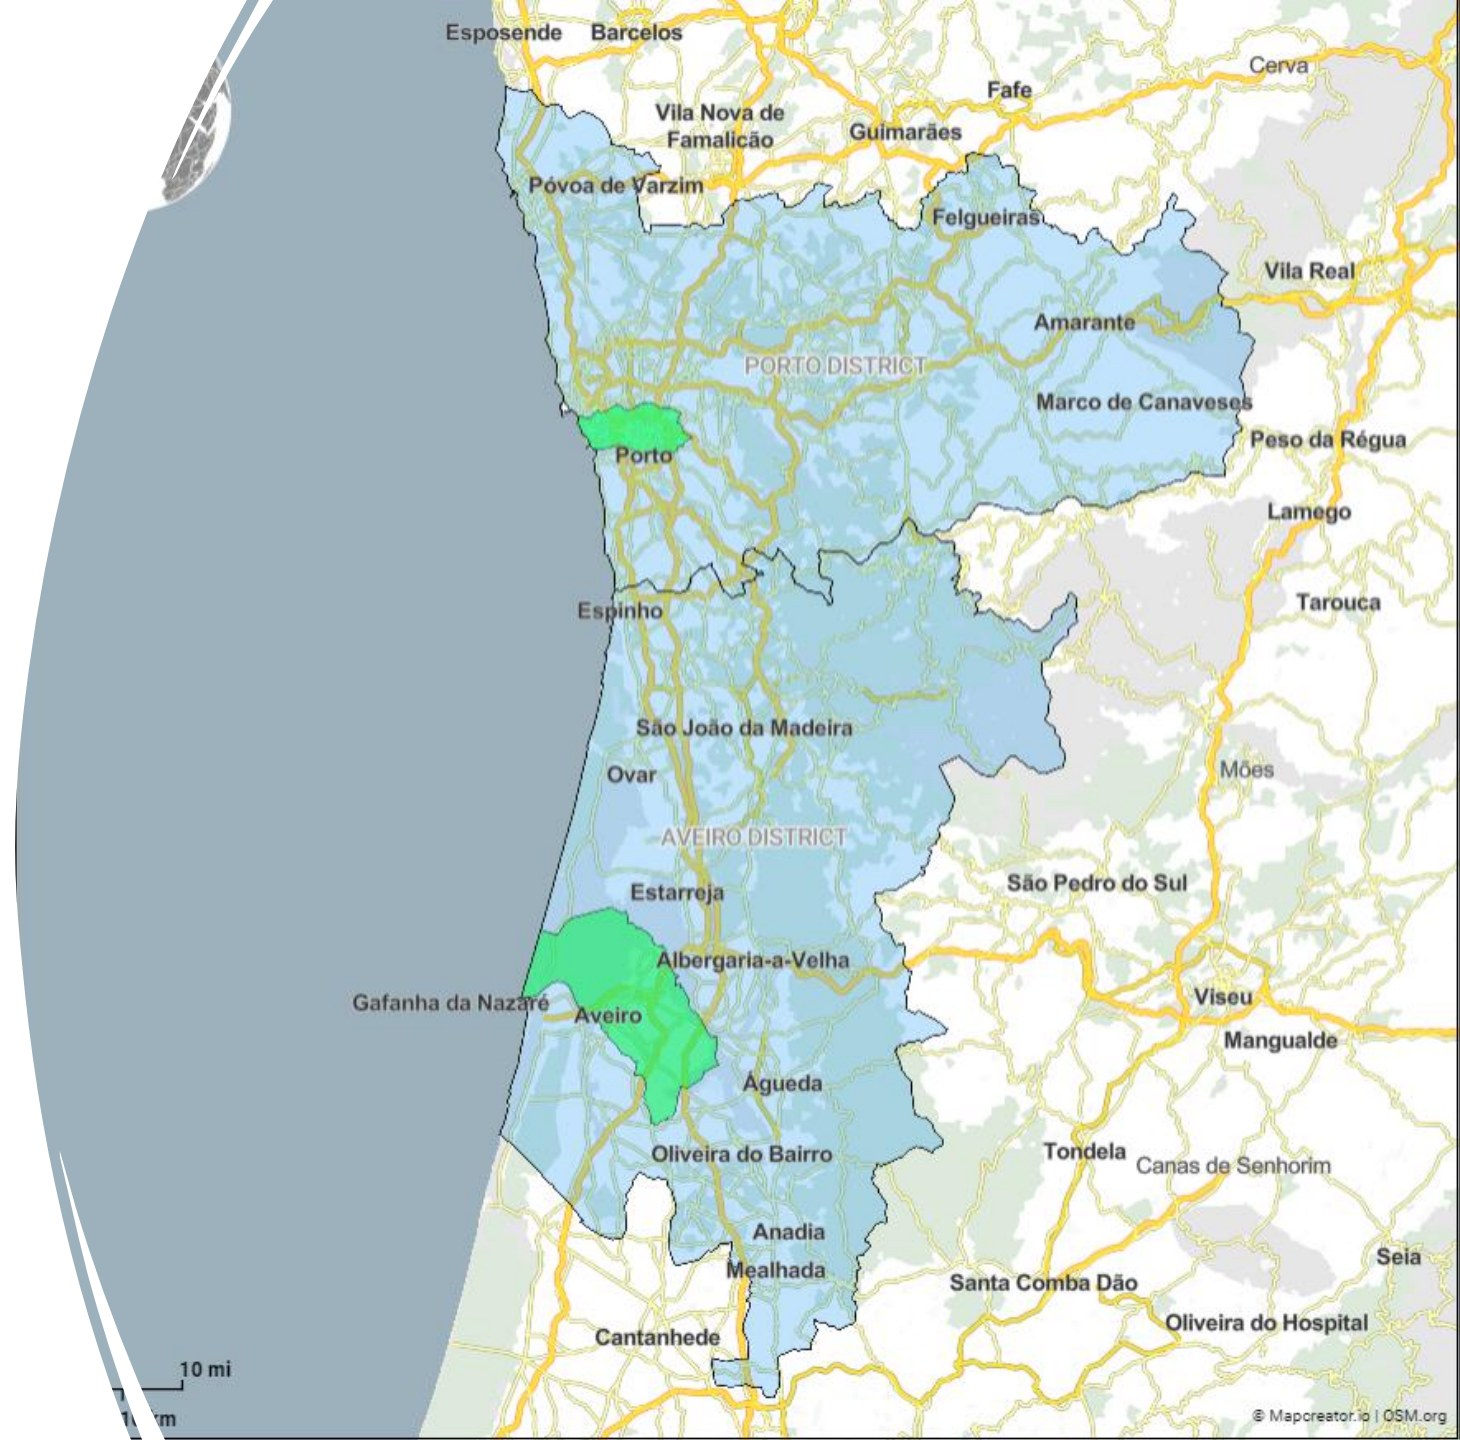 Esposende
Barcelos
Cerva
Fafe
Vila Nova de
Famalicão
Guimarães
Póvoa de Varzim
Felgueiras
Vila Real
Amarante
PORTO DISTRICT
Marco de Canaveses
Peso da Régua
Porto
Lamego
Espinho
Tarouca
São João da Madeira
Ovar
Mões
AVEIRO DISTRICT
Estarreja
São Pedro do Sul
Albergaria-a-Velha
Gafanha da Nazaré
Aveiro
Viseu
Mangualde
Águeda
Oliveira do Bairro
Tondela
Canas de Senhorim
Anadia
Mealhada
Seia
Santa Comba Dão
Oliveira do Hospital
Cantanhede
10 mi
km
© Mapcreator.io | OSM.org